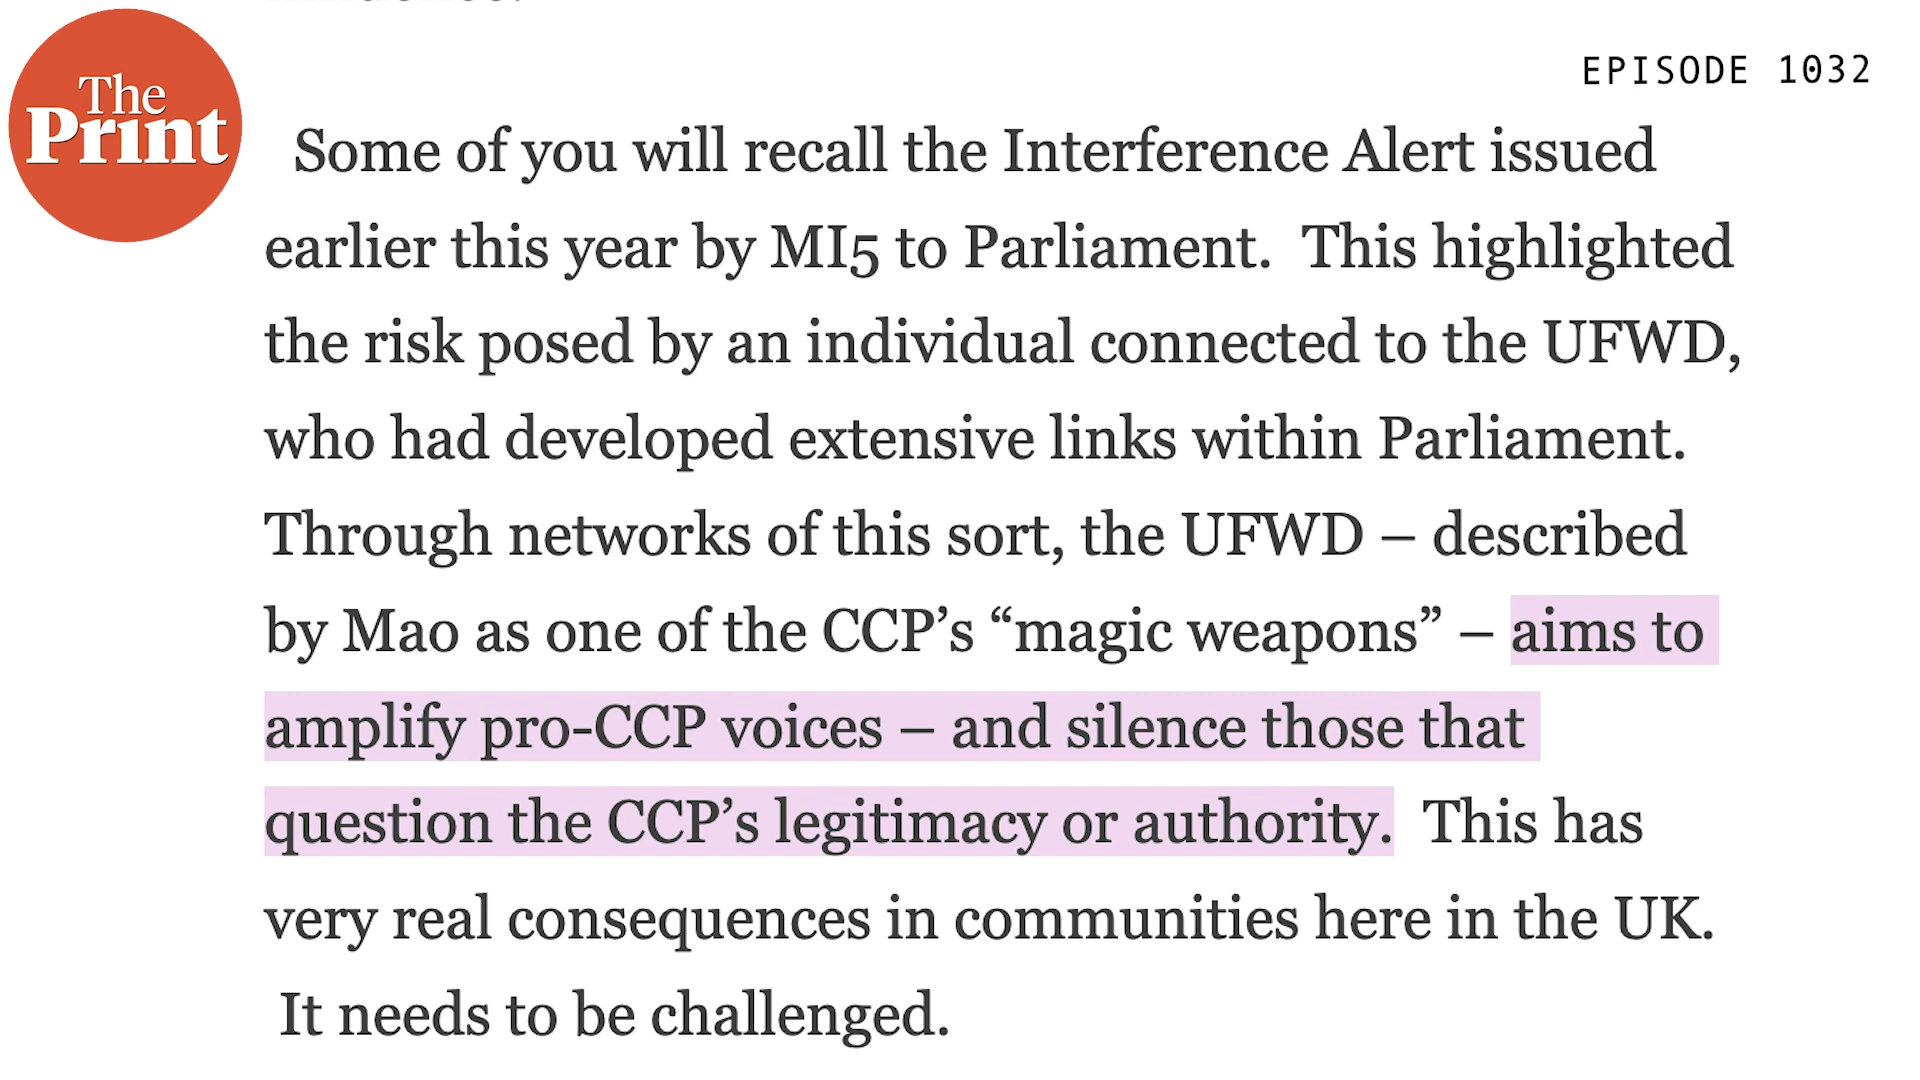 The
Print
EPISODE 1032
Some of you will recall the Interference Alert issued
earlier this year by MI5 to Parliament.  This highlighted
the risk posed by an individual connected to the UFWD,
who had developed extensive links within Parliament.
Through networks of this sort, the UFWD – described
by Mao as one of the CCP’s “magic weapons” – aims to
amplify pro-CCP voices – and silence those that
question the CCP’s legitimacy or authority.  This has
very real consequences in communities here in the UK.
It needs to be challenged.